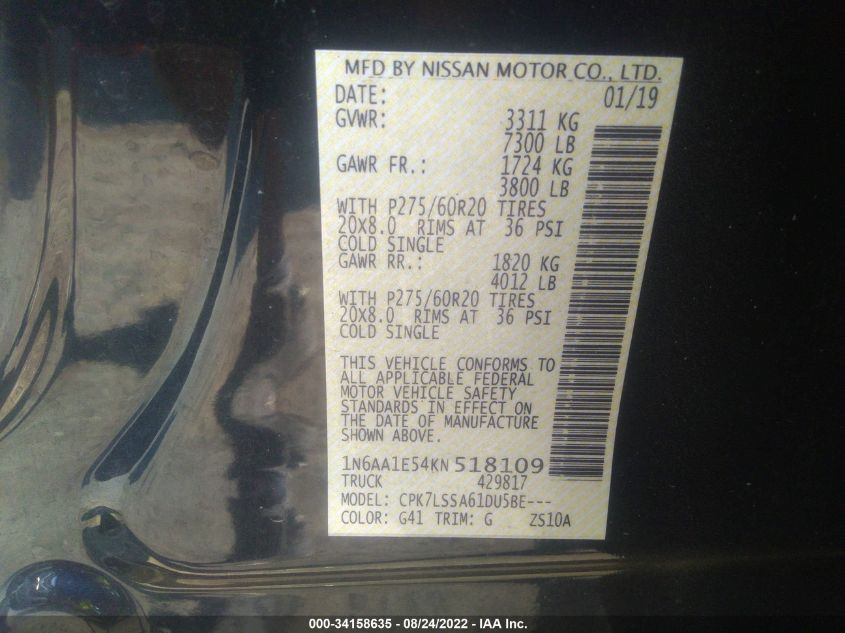 MFD BY NISSAN MOTOR CO., LTD.
DATE: 01/19
GVWR: 3311 KG
7300 LB
GAWR FR.: 1724 KG
3800 LB
WITH P275/60R20 TIRES
20X8.0 RIMS AT 36 PSI
COLD SINGLE
GAWR RR.: 1820 KG
4012 LB
WITH P275/60R20 TIRES
20X8.0 RIMS AT 36 PSI
COLD SINGLE
THIS VEHICLE CONFORMS TO
ALL APPLICABLE FEDERAL
MOTOR VEHICLE SAFETY
STANDARDS IN EFFECT ON
THE DATE OF MANUFACTURE
SHOWN ABOVE.
1N6AA1E54KN518109
TRUCK 429817
MODEL: CPK7LSSA61DU5BE---
COLOR: G41 TRIM: G ZS10A
000-34158635 - 08/24/2022 - IAA Inc.